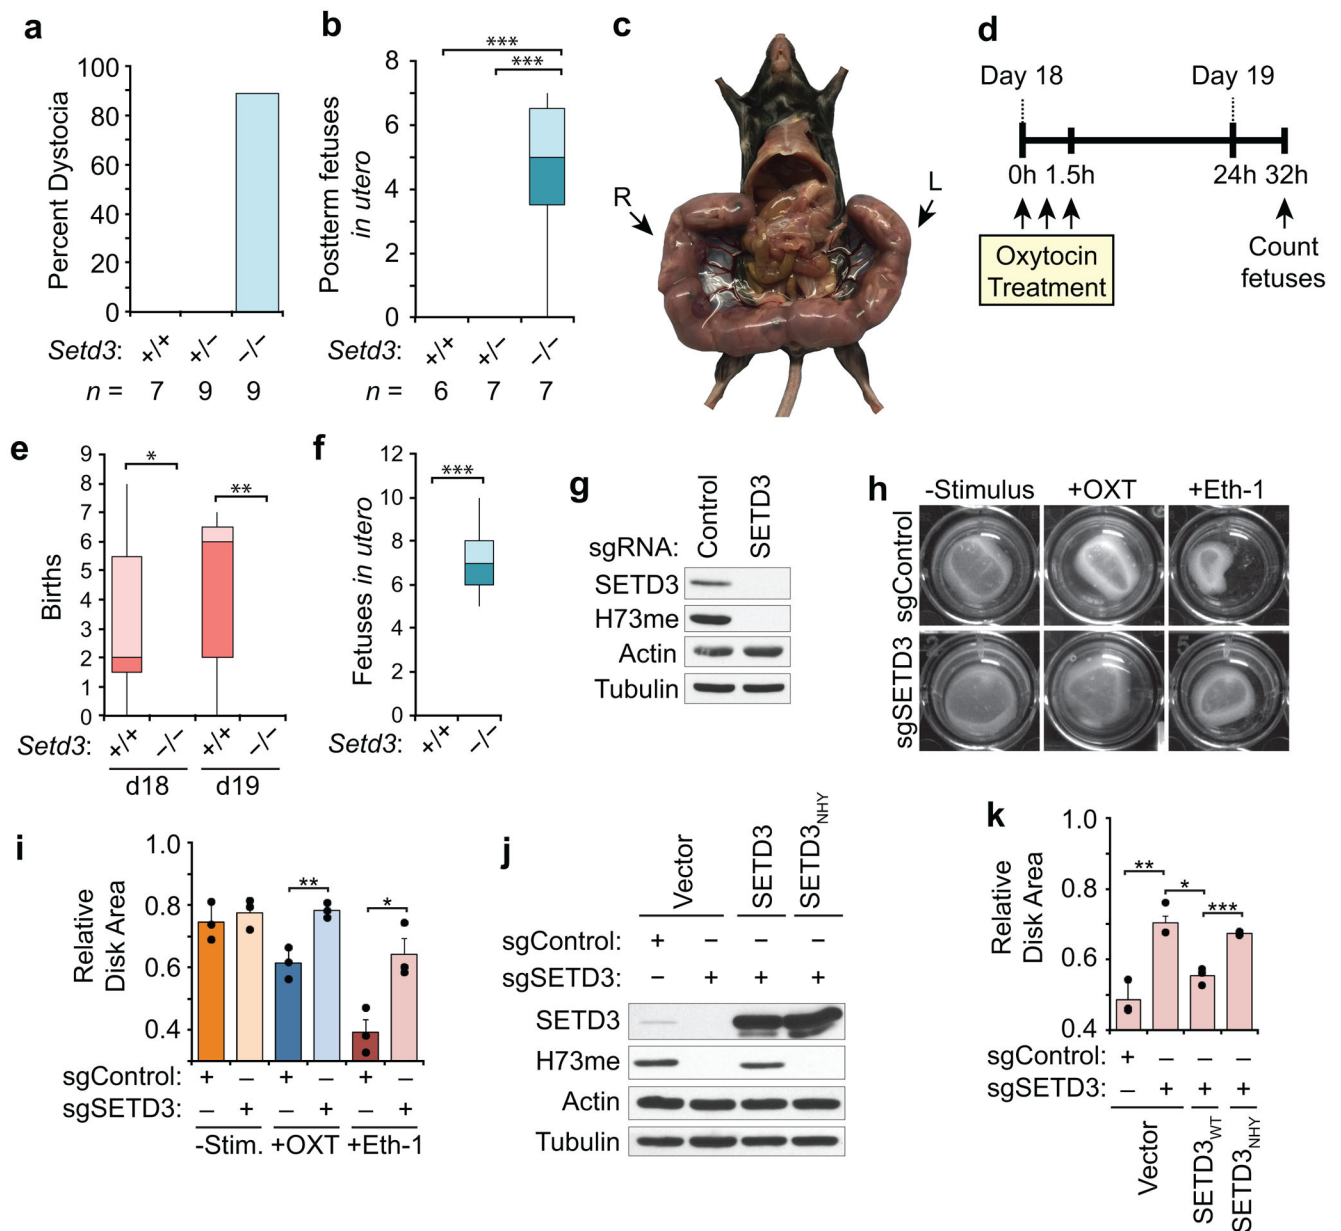 a
Percent Dystocia
100
80
60
40
20
0
Setd3: +/+ +/− −/−
n = 7 9 9
b
Postterm fetuses
in utero
8
6
4
2
0
***
***
Setd3: +/+ +/− −/−
n = 6 7 7
c
R
L
d
Day 18 Day 19
0h 1.5h 24h 32h
Oxytocin
Treatment
Count
fetuses
e
Births
9
8
7
6
5
4
3
2
1
0
* **
Setd3: +/+ −/− +/+ −/−
d18 d19
f
Fetuses in utero
12
10
8
6
4
2
0
***
Setd3: +/+ −/−
g
sgRNA: Control SETD3
SETD3
H73me
Actin
Tubulin
h
-Stimulus +OXT +Eth-1
sgControl
sgSETD3
i
Relative
Disk Area
1.0
0.8
0.6
0.4
** *
sgControl: + − + − + −
sgSETD3: − + − + − +
-Stim. +OXT +Eth-1
j
Vector SETD3 SETD3NHY
sgControl: + − − −
sgSETD3: − + + +
SETD3
H73me
Actin
Tubulin
k
Relative
Disk Area
1.0
0.8
0.6
0.4
** * ***
sgControl: + − − −
sgSETD3: − + + +
Vector SETD3WT SETD3NHY